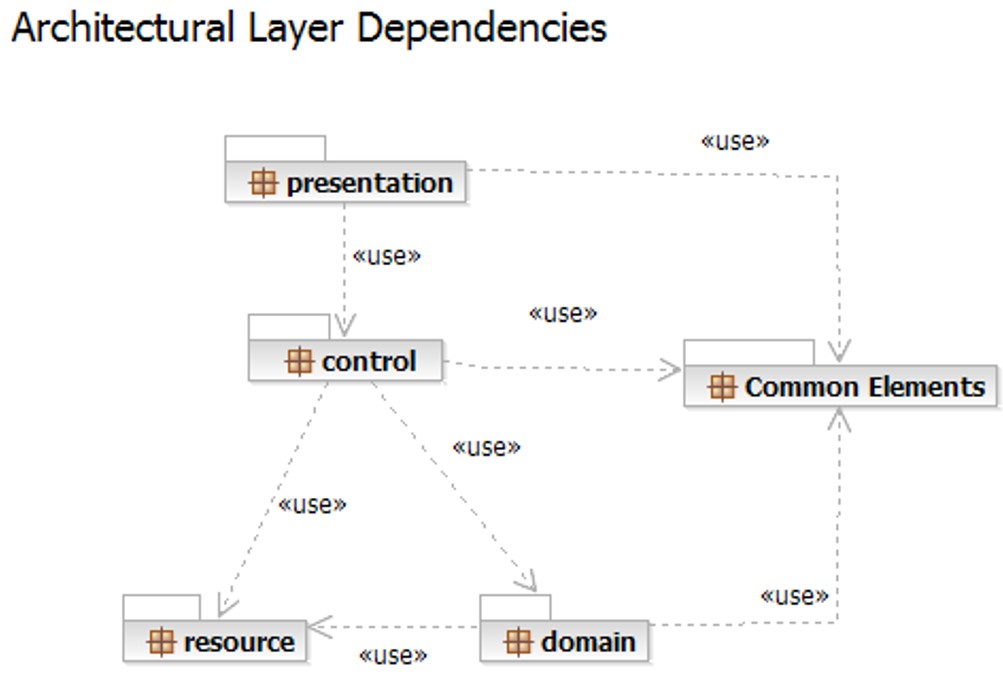 Architectural Layer Dependencies
«use»
presentation
«use»
«use»
control
Common Elements
«use»
«use»
«use»
resource
domain
«use»